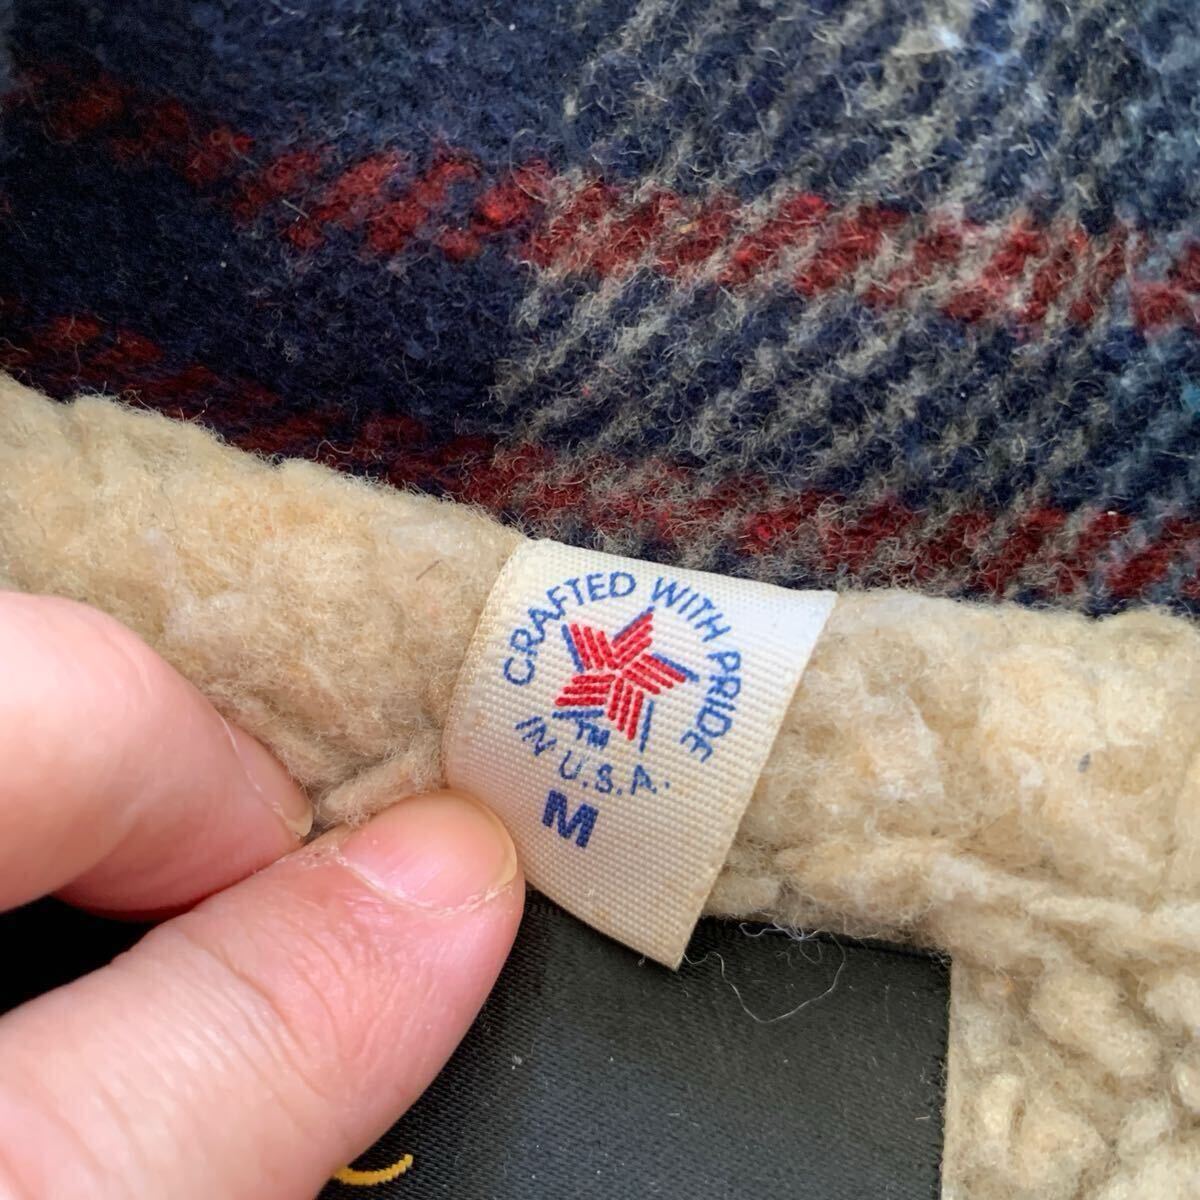 CRAFTED WITH PRIDE
TM
IN U.S.A.
M